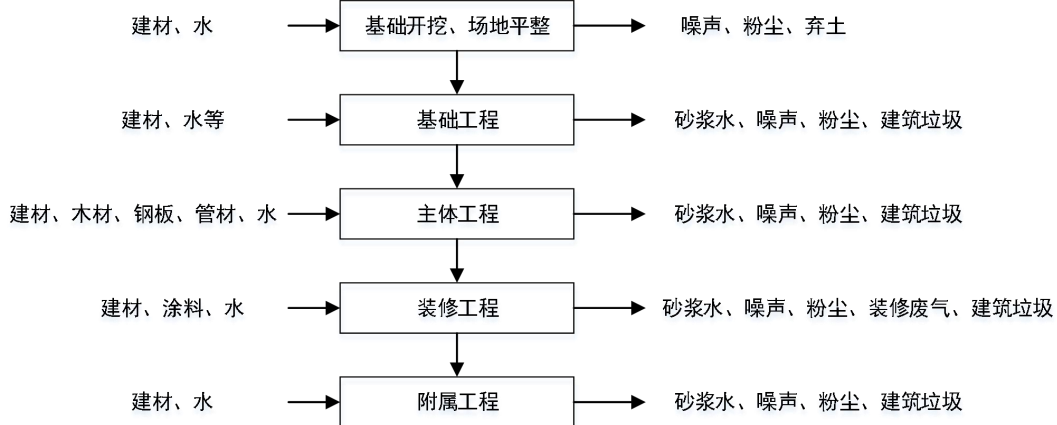 建材、水
基础开挖、场地平整
噪声、粉尘、弃土
建材、水等
基础工程
砂浆水、噪声、粉尘、建筑垃圾
建材、木材、钢板、管材、水
主体工程
砂浆水、噪声、粉尘、建筑垃圾
建材、涂料、水
装修工程
砂浆水、噪声、粉尘、装修废气、建筑垃圾
建材、水
附属工程
砂浆水、噪声、粉尘、建筑垃圾